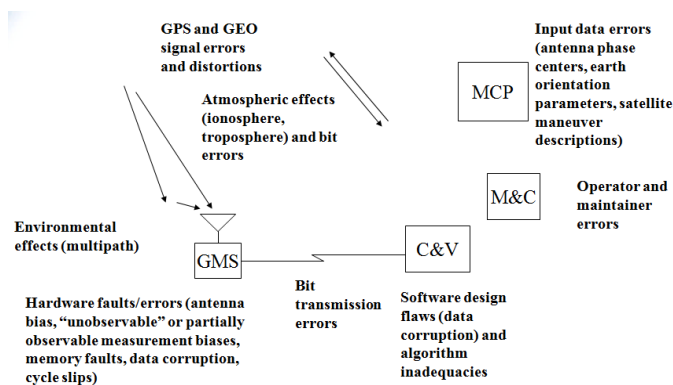 GPS and GEO
signal errors
and distortions
Input data errors
(antenna phase
centers, earth
orientation
parameters, satellite
maneuver
descriptions)
MCP
Atmospheric effects
(ionosphere,
troposphere) and bit
errors
M&C
Operator and
maintainer
errors
Environmental
effects (multipath)
GMS
C&V
Bit
transmission
errors
Hardware faults/errors (antenna
bias, “unobservable” or partially
observable measurement biases,
memory faults, data corruption,
cycle slips)
Software design
flaws (data
corruption) and
algorithm
inadequacies